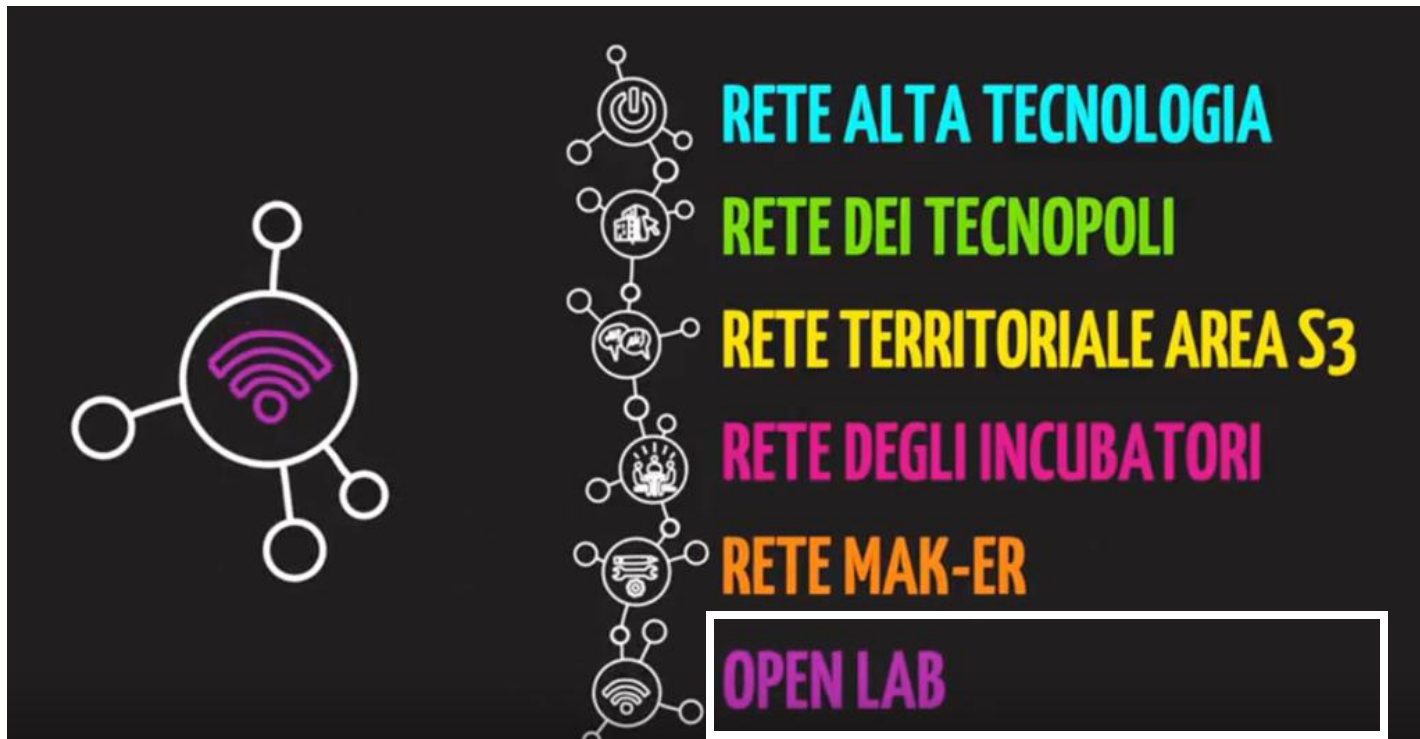 RETE ALTA TECNOLOGIA
RETE DEI TECNOPOLI
RETE TERRITORIALE AREA S3
RETE DEGLI INCUBATORI
RETE MAK-ER
OPEN LAB